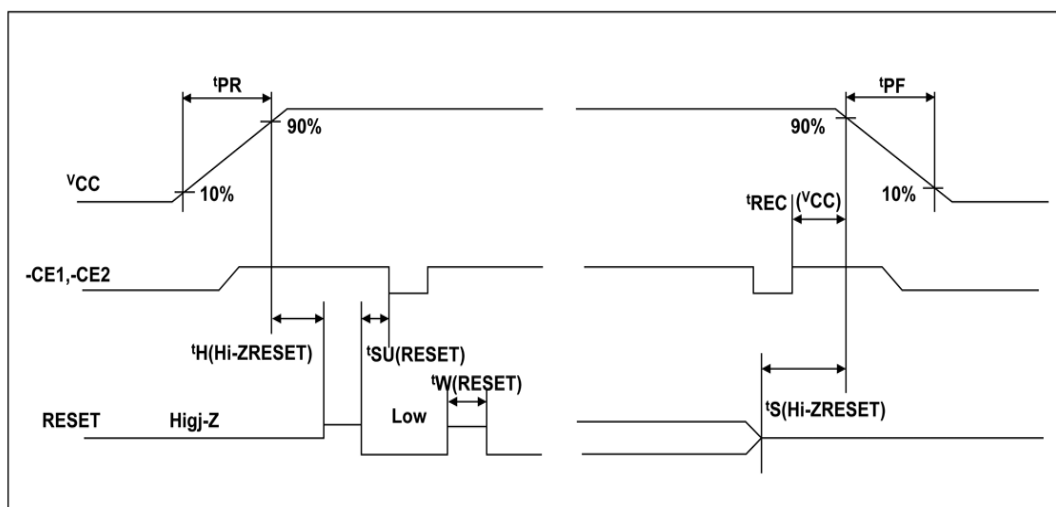 tPR
tPF
90%
90%
VCC
10%
10%
tREC (VCC)
-CE1,-CE2
tH(Hi-ZRESET)
tSU(RESET)
tW(RESET)
tS(Hi-ZRESET)
RESET
Higj-Z
Low